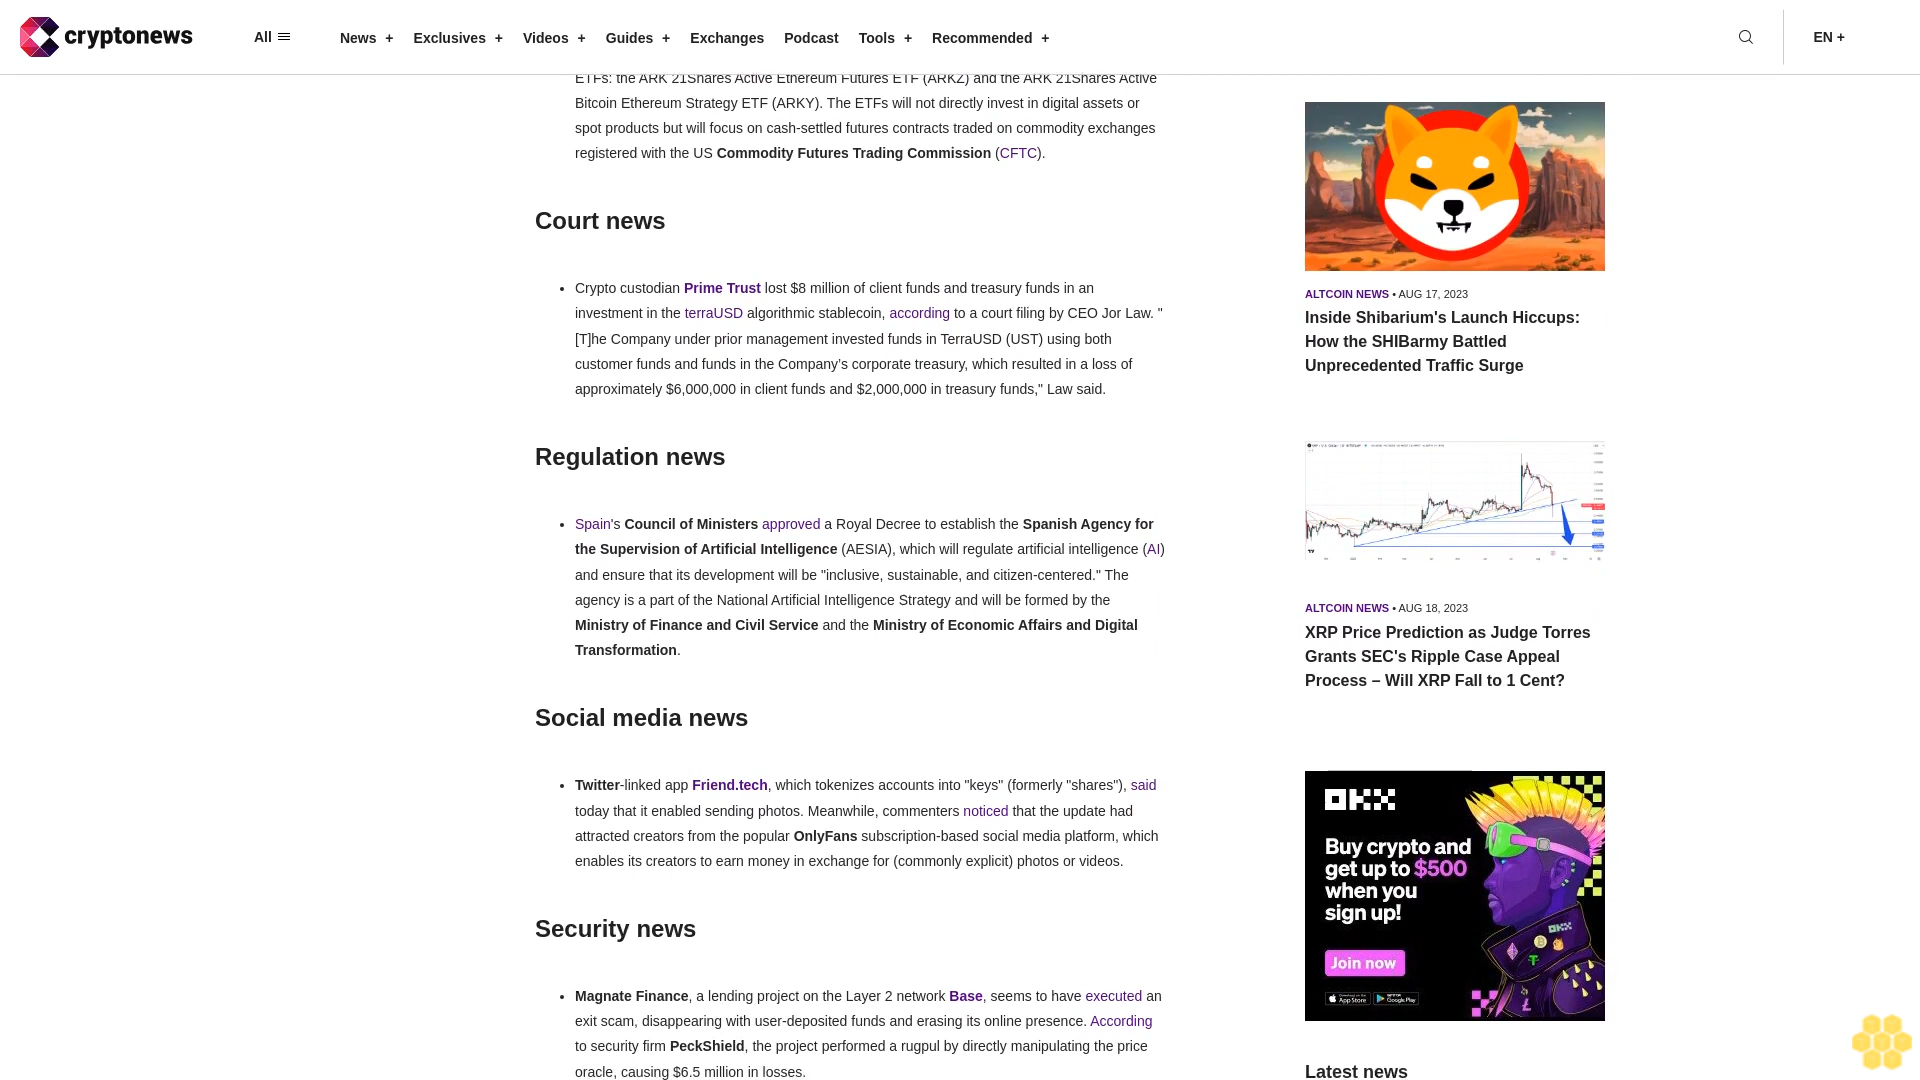 cryptonews
All
News +
Exclusives +
Videos +
Guides +
Exchanges
Podcast
Tools +
Recommended +
EN +
ETFs: the ARK 21Shares Active Ethereum Futures ETF (ARKZ) and the ARK 21Shares Active
Bitcoin Ethereum Strategy ETF (ARKY). The ETFs will not directly invest in digital assets or
spot products but will focus on cash-settled futures contracts traded on commodity exchanges
registered with the US Commodity Futures Trading Commission (CFTC).
Court news
• Crypto custodian Prime Trust lost $8 million of client funds and treasury funds in an
investment in the terraUSD algorithmic stablecoin, according to a court filing by CEO Jor Law. "
[T]he Company under prior management invested funds in TerraUSD (UST) using both
customer funds and funds in the Company’s corporate treasury, which resulted in a loss of
approximately $6,000,000 in client funds and $2,000,000 in treasury funds," Law said.
Regulation news
• Spain's Council of Ministers approved a Royal Decree to establish the Spanish Agency for
the Supervision of Artificial Intelligence (AESIA), which will regulate artificial intelligence (AI)
and ensure that its development will be "inclusive, sustainable, and citizen-centered." The
agency is a part of the National Artificial Intelligence Strategy and will be formed by the
Ministry of Finance and Civil Service and the Ministry of Economic Affairs and Digital
Transformation.
Social media news
• Twitter-linked app Friend.tech, which tokenizes accounts into "keys" (formerly "shares"), said
today that it enabled sending photos. Meanwhile, commenters noticed that the update had
attracted creators from the popular OnlyFans subscription-based social media platform, which
enables its creators to earn money in exchange for (commonly explicit) photos or videos.
Security news
• Magnate Finance, a lending project on the Layer 2 network Base, seems to have executed an
exit scam, disappearing with user-deposited funds and erasing its online presence. According
to security firm PeckShield, the project performed a rugpul by directly manipulating the price
oracle, causing $6.5 million in losses.
ALTCOIN NEWS • AUG 17, 2023
Inside Shibarium's Launch Hiccups:
How the SHIBarmy Battled
Unprecedented Traffic Surge
ALTCOIN NEWS • AUG 18, 2023
XRP Price Prediction as Judge Torres
Grants SEC's Ripple Case Appeal
Process – Will XRP Fall to 1 Cent?
OKX
Buy crypto and
get up to $500
when you
sign up!
Join now
App Store
Google Play
OKX
Latest news